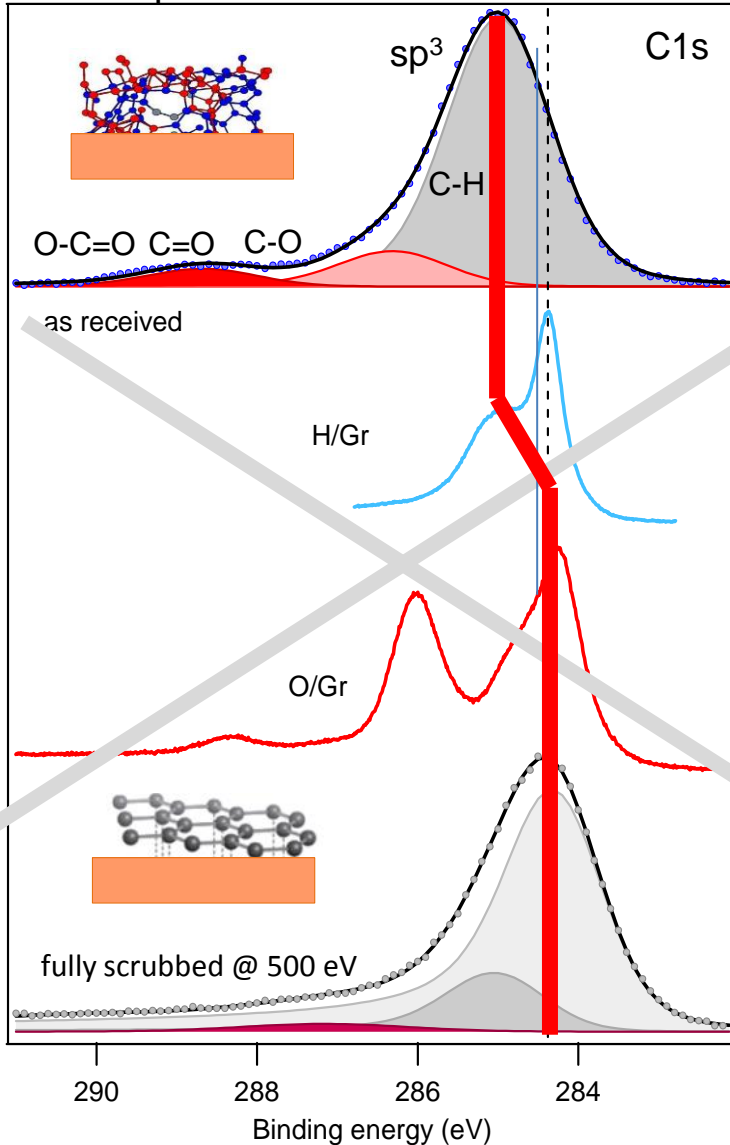 sp³
C1s
C-H
O-C=O C=O C-O
as received
H/Gr
O/Gr
fully scrubbed @ 500 eV
290 288 286 284
Binding energy (eV)